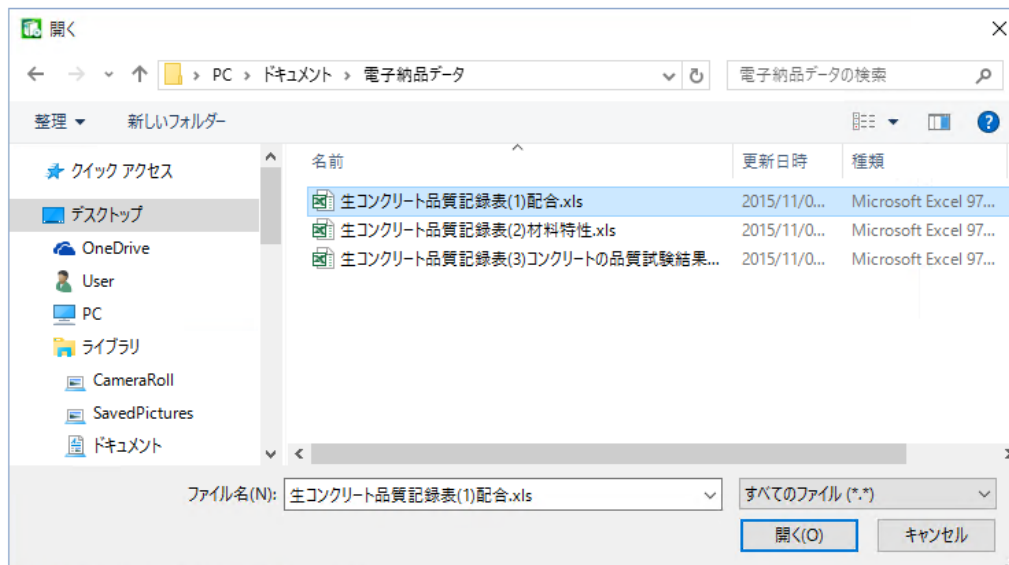 開く
PC › ドキュメント › 電子納品データ
電子納品データの検索
整理 新しいフォルダー
クイック アクセス
デスクトップ
OneDrive
User
PC
ライブラリ
CameraRoll
SavedPictures
ドキュメント
名前 更新日時 種類
生コンクリート品質記録表(1)配合.xls 2015/11/0... Microsoft Excel 97...
生コンクリート品質記録表(2)材料特性.xls 2015/11/0... Microsoft Excel 97...
生コンクリート品質記録表(3)コンクリートの品質試験結果... 2015/11/0... Microsoft Excel 97...
ファイル名(N): 生コンクリート品質記録表(1)配合.xls すべてのファイル (*.*)
開く(O) キャンセル